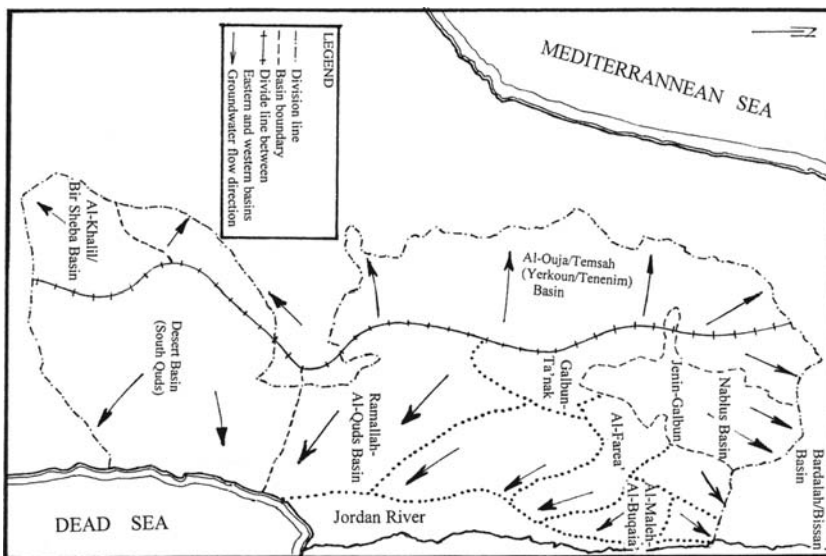 MEDITERRANNEAN SEA
LEGEND
Division line
Basin boundary
Divide line between
Eastern and western basins
Groundwater flow direction
Al-Khalil/
Bir Sheba Basin
Al-Ouja/Temsah
(Yerkoun/Tenenim)
Basin
Desert Basin
(South Quds)
Ramallah-
Al-Quds Basin
Galbun-
Ta'nak
Jenin-Galbun
Nablus Basin
Bardalah/Bissan
Basin
Al-Farea
Al-Maleh-
Al-Buqaia
Jordan River
DEAD SEA